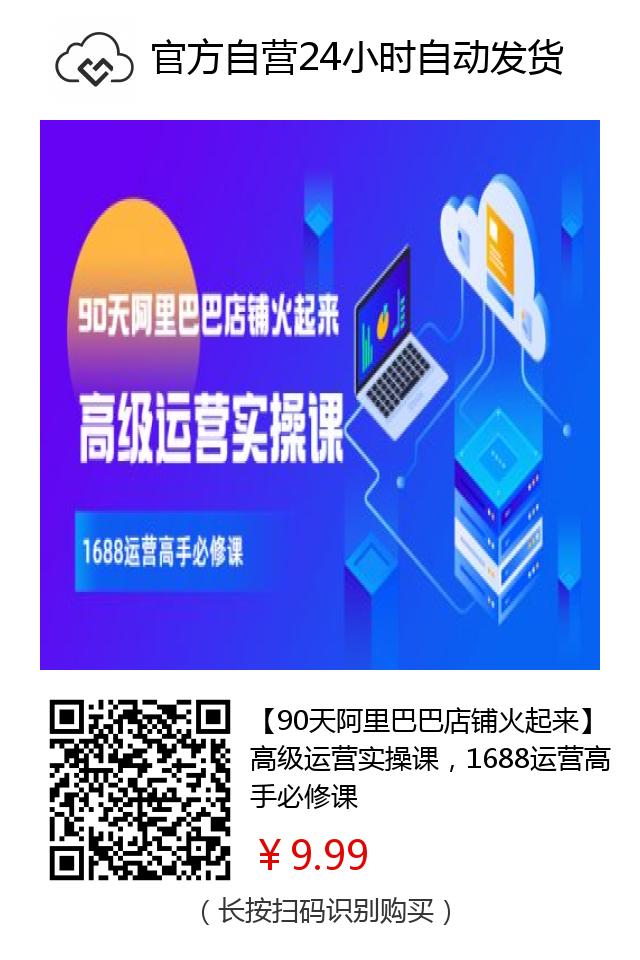 官方自营24小时自动发货
90天阿里巴巴店铺火起来
高级运营实操课
1688运营高手必修课
【90天阿里巴巴店铺火起来】
高级运营实操课，1688运营高
手必修课
￥9.99
（长按扫码识别购买）